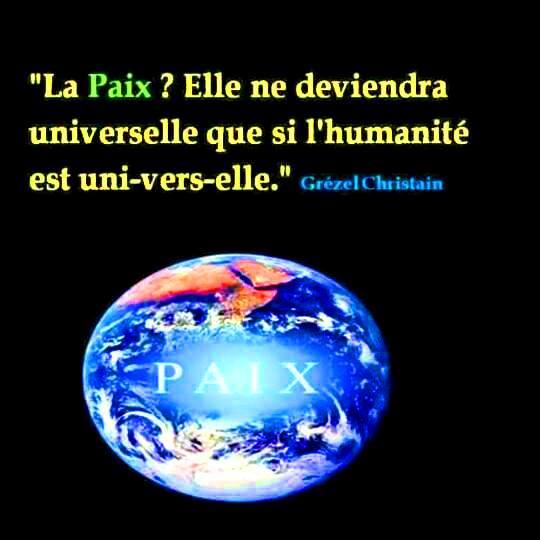 "La Paix ? Elle ne deviendra
universelle que si l'humanité
est uni-vers-elle." Grézel Christain
PAIX